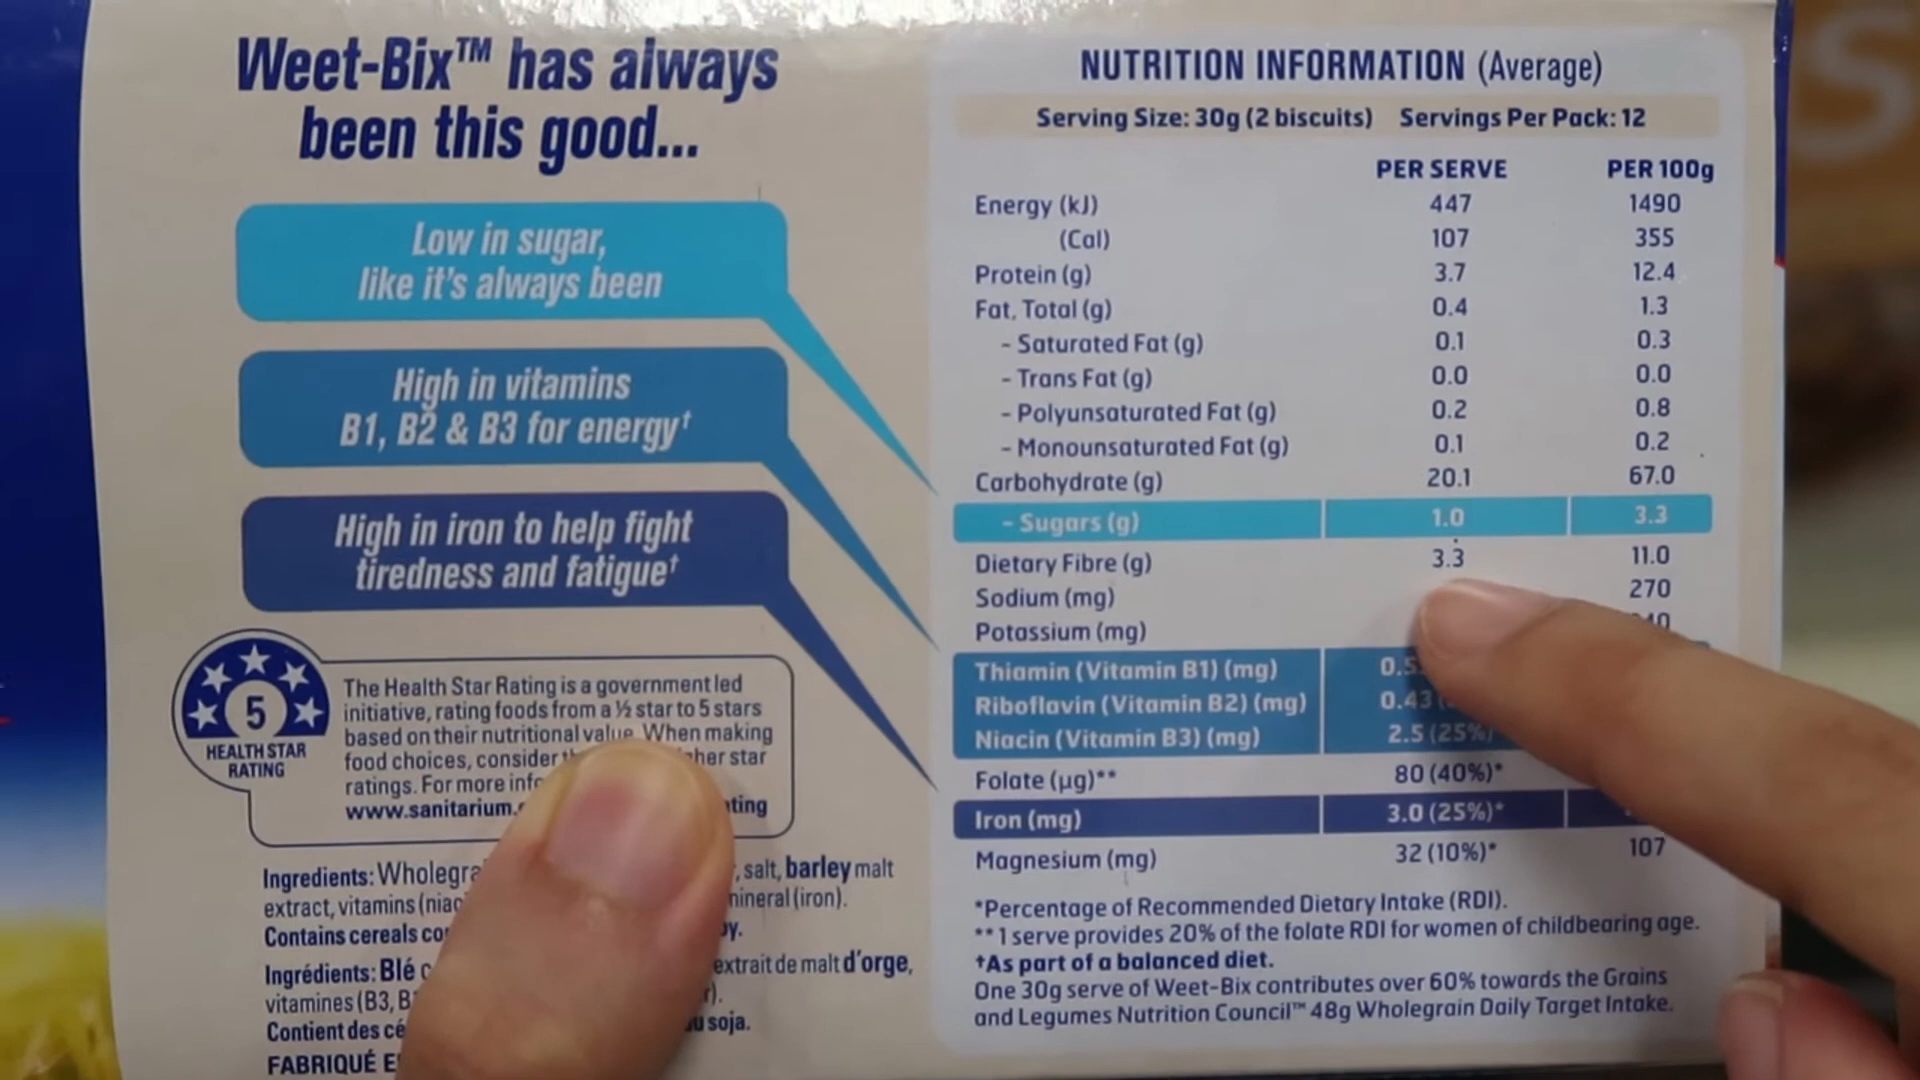 Weet-Bix™ has always
been this good...
Low in sugar,
like it's always been
High in vitamins
B1, B2 & B3 for energy†
High in iron to help fight
tiredness and fatigue†
5
HEALTH STAR
RATING
The Health Star Rating is a government led
initiative, rating foods from a ½ star to 5 stars
based on their nutritional value. When making
food choices, consider star
ratings. For more
www.sanitarium.
Ingredients: salt, barley malt
extract, vitamins mineral (iron).
Contains cereals
Ingrédients: Blé extrait de malt d'orge,
vitamines (B3,
Contient des soja.
FABRIQUÉ
NUTRITION INFORMATION (Average)
Serving Size: 30g (2 biscuits) Servings Per Pack: 12
PER SERVE PER 100g
Energy (kJ) 447 1490
(Cal) 107 355
Protein (g) 3.7 12.4
Fat, Total (g) 0.4 1.3
- Saturated Fat (g) 0.1 0.3
- Trans Fat (g) 0.0 0.0
- Polyunsaturated Fat (g) 0.2 0.8
- Monounsaturated Fat (g) 0.1 0.2
Carbohydrate (g) 20.1 67.0
- Sugars (g) 1.0 3.3
Dietary Fibre (g) 3.3 11.0
Sodium (mg) 270
Potassium (mg)
Thiamin (Vitamin B1) (mg)
Riboflavin (Vitamin B2) (mg) 0.43
Niacin (Vitamin B3) (mg) 2.5 (25%)
Folate (µg)** 80 (40%)*
Iron (mg) 3.0 (25%)*
Magnesium (mg) 32 (10%)* 107
*Percentage of Recommended Dietary Intake (RDI).
**1 serve provides 20% of the folate RDI for women of childbearing age.
†As part of a balanced diet.
One 30g serve of Weet-Bix contributes over 60% towards the Grains
and Legumes Nutrition Council™ 48g Wholegrain Daily Target Intake.